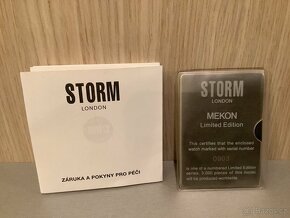 STORM
LONDON
ZÁRUKA A POKYNY PRO PÉČI
STORM
LONDON
MEKON
Limited Edition
This certifies that the enclosed
watch marked with serial number
0903
is one of a numbered Limited Edition
series. 3,000 pieces of this model
will be produced worldwide.